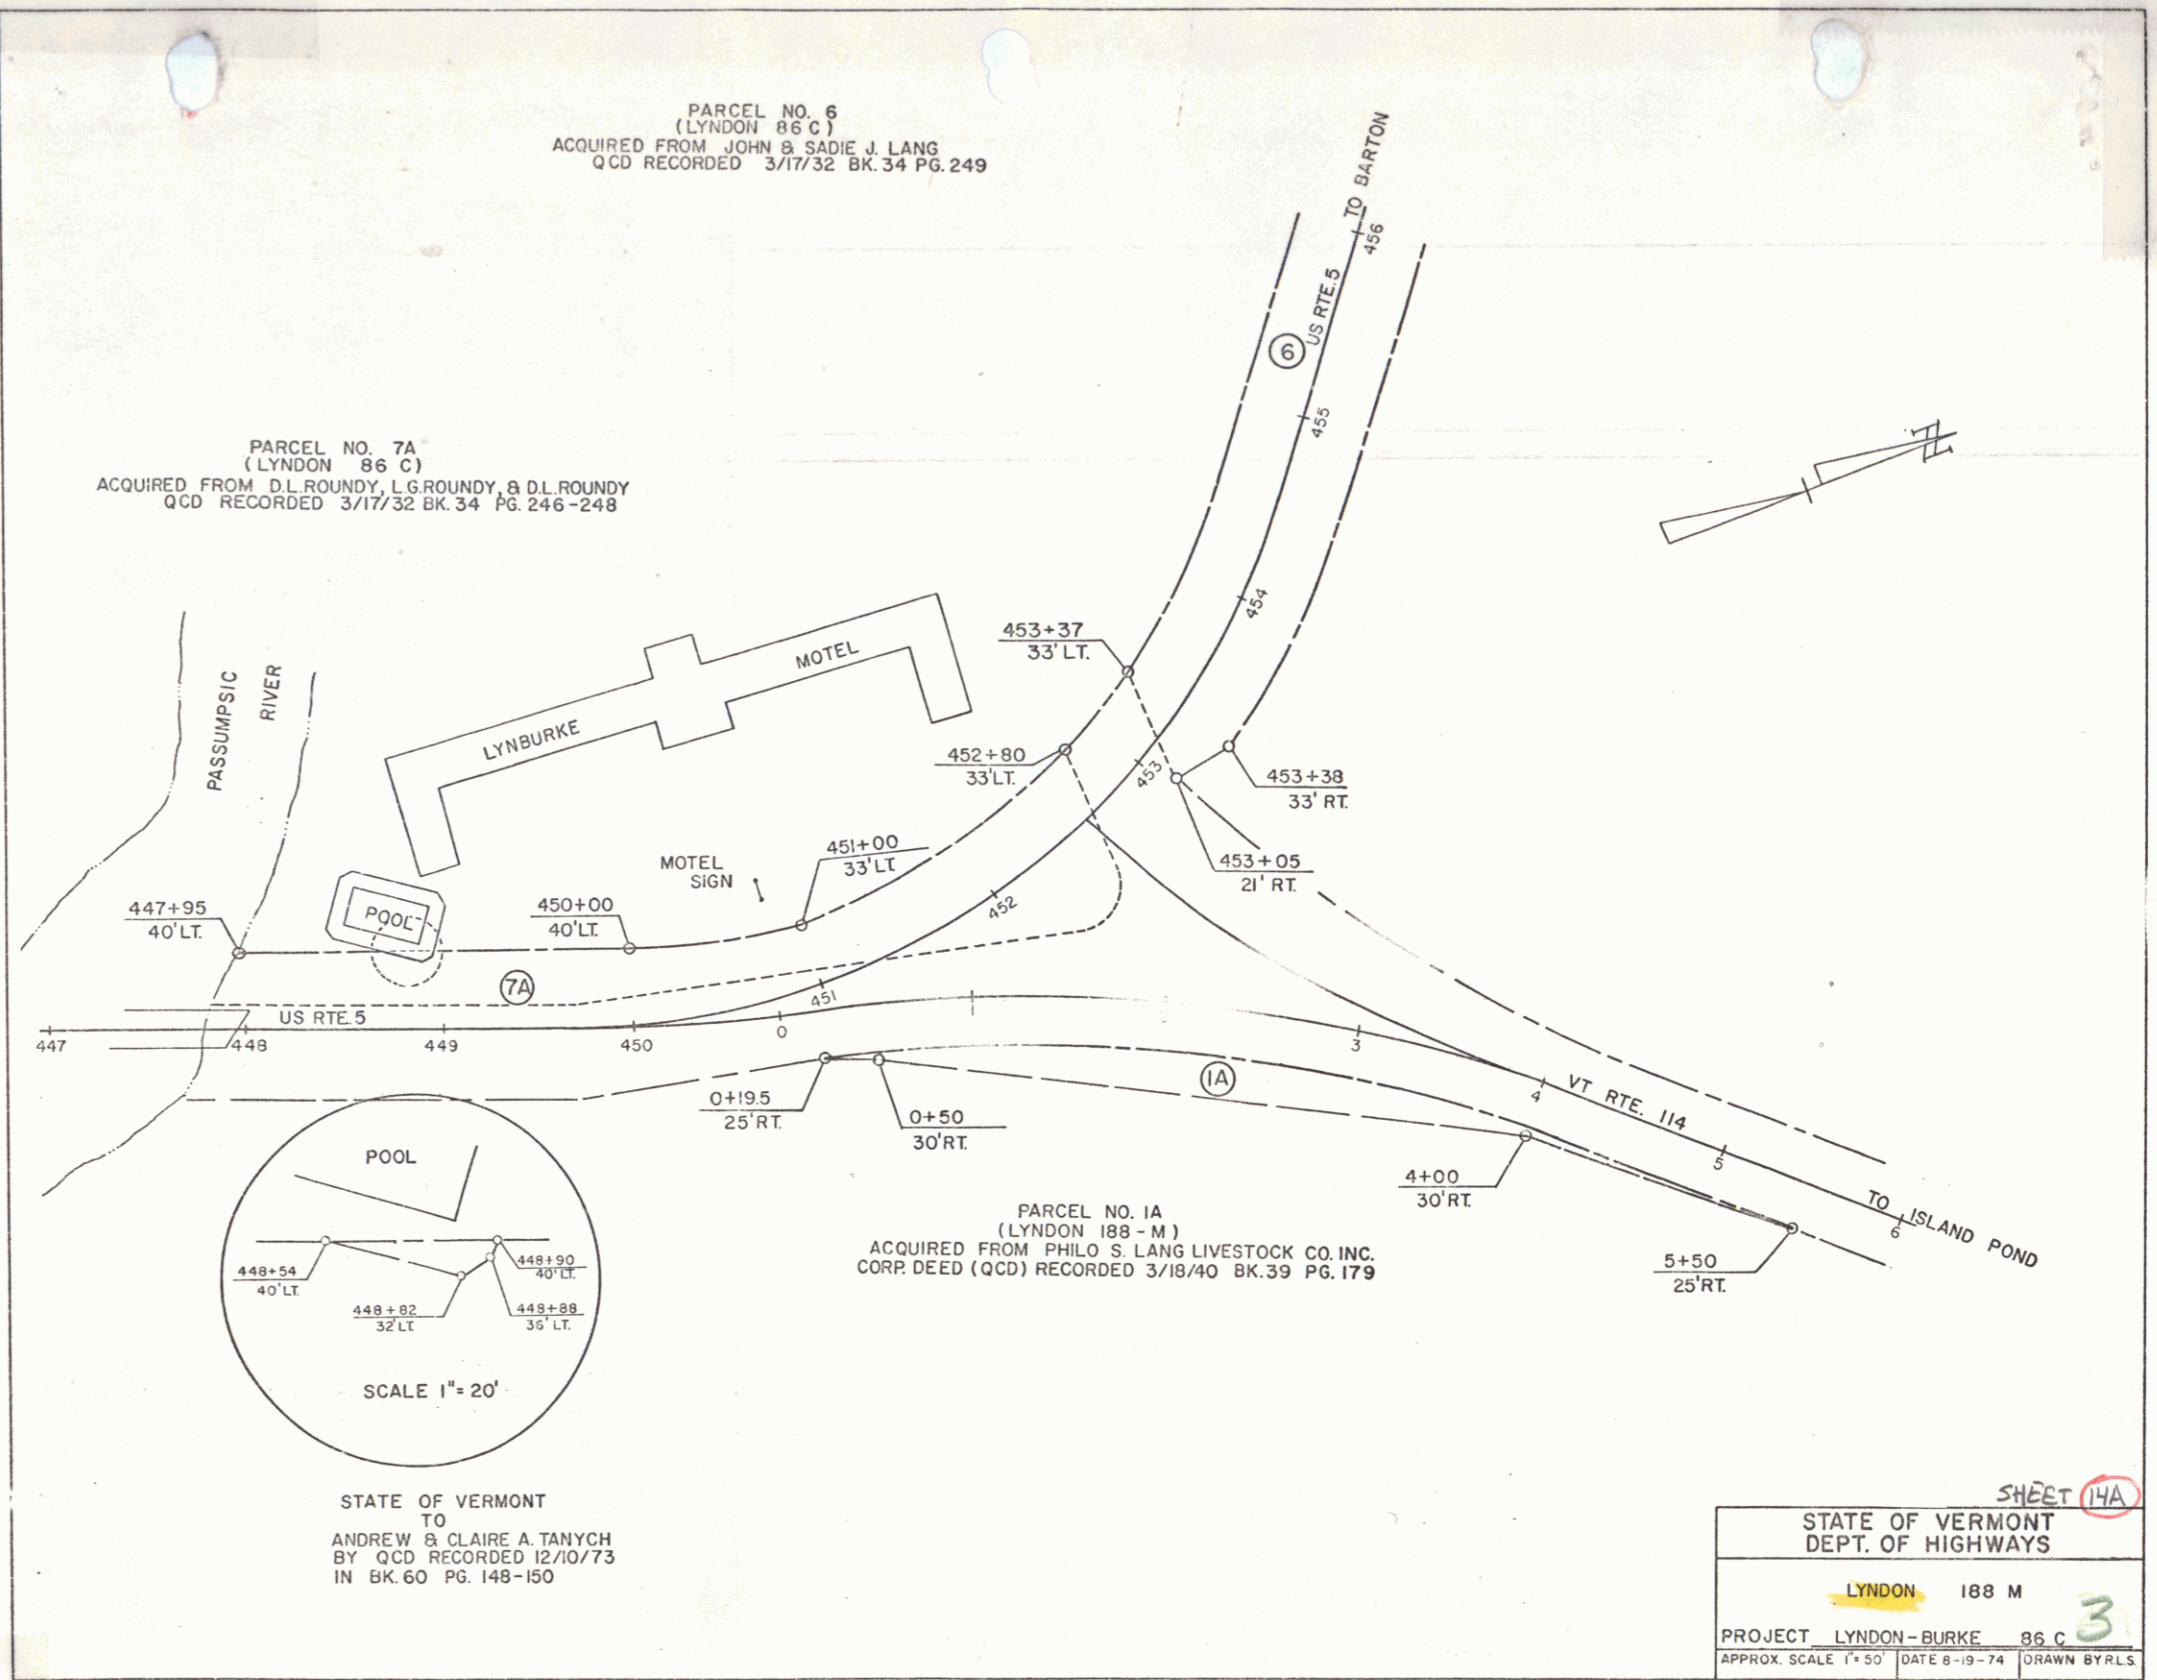 PARCEL NO. 6
(LYNDON 86 C)
ACQUIRED FROM JOHN & SADIE J. LANG
QCD RECORDED 3/17/32 BK. 34 PG. 249
TO BARTON
456
US RTE. 5
6
455
PARCEL NO. 7A
(LYNDON 86 C)
ACQUIRED FROM D.L. ROUNDY, L.G. ROUNDY, & D.L. ROUNDY
QCD RECORDED 3/17/32 BK. 34 PG. 246-248
N
454
453+37
33' LT.
PASSUMPSIC
RIVER
LYNBURKE
MOTEL
452+80
33' LT.
453
453+38
33' RT.
453+05
21' RT.
451+00
33' LT.
MOTEL
SIGN
452
447+95
40' LT.
POOL
450+00
40' LT.
7A
451
US RTE. 5
447
448
449
450
0
1
3
4
5
6
1A
VT RTE. 114
TO ISLAND POND
0+19.5
25' RT.
0+50
30' RT.
4+00
30' RT.
5+50
25' RT.
PARCEL NO. 1A
(LYNDON 188-M)
ACQUIRED FROM PHILO S. LANG LIVESTOCK CO. INC.
CORP. DEED (QCD) RECORDED 3/18/40 BK. 39 PG. 179
POOL
448+54
40' LT.
448+90
40' LT.
448+82
32' LT.
448+88
36' LT.
SCALE 1" = 20'
STATE OF VERMONT
TO
ANDREW & CLAIRE A. TANYCH
BY QCD RECORDED 12/10/73
IN BK. 60 PG. 148-150
SHEET 14A
STATE OF VERMONT
DEPT. OF HIGHWAYS
LYNDON 188 M
3
PROJECT LYNDON-BURKE 86 C
APPROX. SCALE 1" = 50' DATE 8-19-74 DRAWN BY R.L.S.